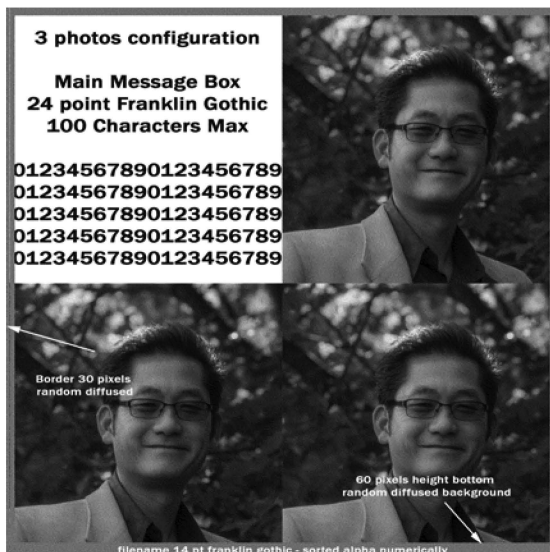 3 photos configuration
Main Message Box
24 point Franklin Gothic
100 Characters Max
01234567890123456789
01234567890123456789
01234567890123456789
01234567890123456789
01234567890123456789
Border 30 pixels
random diffused
60 pixels height bottom
random diffused background
filename 14 pt franklin gothic - sorted alpha numerically